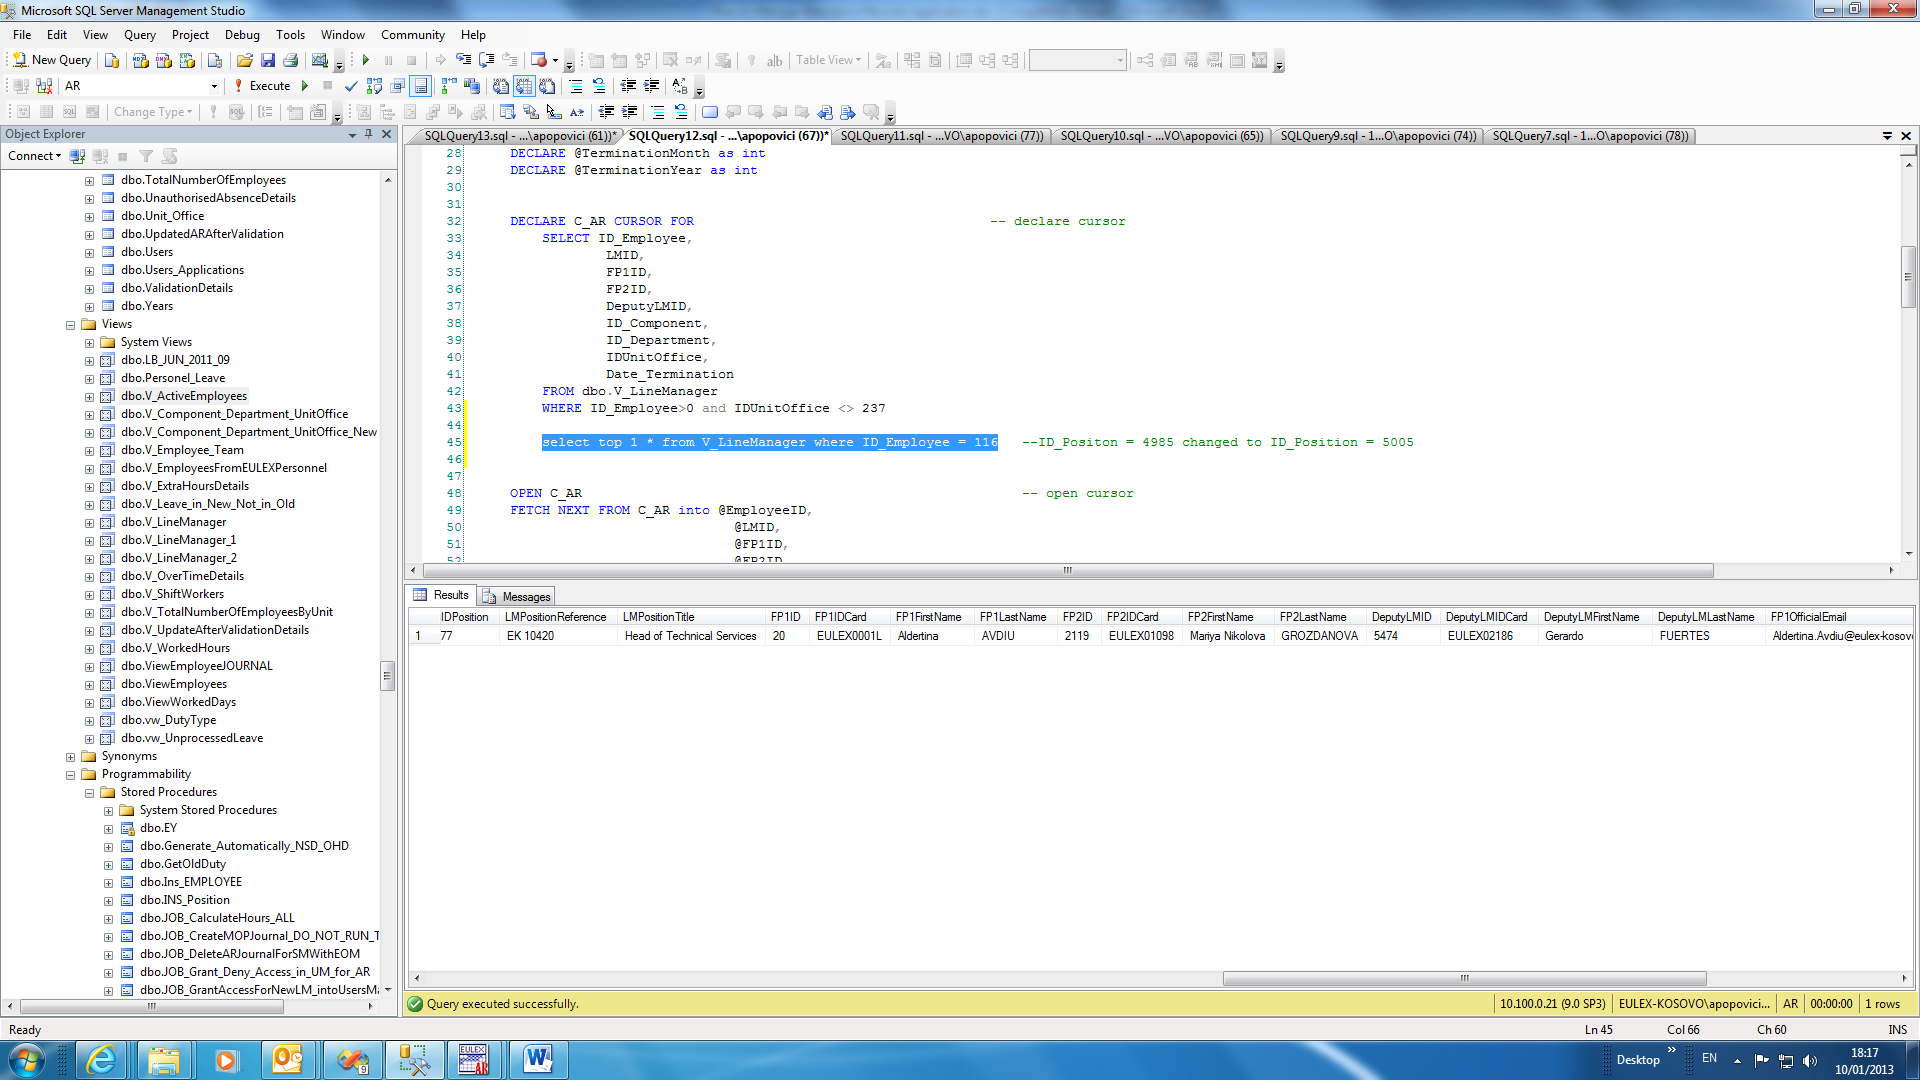 Microsoft SQL Server Management Studio
File Edit View Query Project Debug Tools Window Community Help
New Query Table View
AR Execute
Change Type
Object Explorer
Connect
dbo.TotalNumberOfEmployees
dbo.UnauthorisedAbsenceDetails
dbo.Unit_Office
dbo.UpdatedARAfterValidation
dbo.Users
dbo.Users_Applications
dbo.ValidationDetails
dbo.Years
Views
System Views
dbo.LB_JUN_2011_09
dbo.Personel_Leave
dbo.V_ActiveEmployees
dbo.V_Component_Department_UnitOffice
dbo.V_Component_Department_UnitOffice_New
dbo.V_Employee_Team
dbo.V_EmployeesFromEULEXPersonnel
dbo.V_ExtraHoursDetails
dbo.V_Leave_in_New_Not_in_Old
dbo.V_LineManager
dbo.V_LineManager_1
dbo.V_LineManager_2
dbo.V_OverTimeDetails
dbo.V_ShiftWorkers
dbo.V_TotalNumberOfEmployeesByUnit
dbo.V_UpdateAfterValidationDetails
dbo.V_WorkedHours
dbo.ViewEmployeeJOURNAL
dbo.ViewEmployees
dbo.ViewWorkedDays
dbo.vw_DutyType
dbo.vw_UnprocessedLeave
Synonyms
Programmability
Stored Procedures
System Stored Procedures
dbo.EY
dbo.Generate_Automatically_NSD_OHD
dbo.GetOldDuty
dbo.Ins_EMPLOYEE
dbo.INS_Position
dbo.JOB_CalculateHours_ALL
dbo.JOB_CreateMOPJournal_DO_NOT_RUN_T
dbo.JOB_DeleteARJournalForSMWithEOM
dbo.JOB_Grant_Deny_Access_in_UM_for_AR
dbo.JOB_GrantAccessForNewLM_intoUsersMa
SQLQuery13.sql - ...\apopovici (61))* SQLQuery12.sql - ...\apopovici (67))* SQLQuery11.sql - ...VO\apopovici (77)) SQLQuery10.sql - ...VO\apopovici (65)) SQLQuery9.sql - 1...O\apopovici (74)) SQLQuery7.sql - 1...O\apopovici (78))
28 DECLARE @TerminationMonth as int
29 DECLARE @TerminationYear as int
30
31
32 DECLARE C_AR CURSOR FOR -- declare cursor
33 SELECT ID_Employee,
34 LMID,
35 FP1ID,
36 FP2ID,
37 DeputyLMID,
38 ID_Component,
39 ID_Department,
40 IDUnitOffice,
41 Date_Termination
42 FROM dbo.V_LineManager
43 WHERE ID_Employee>0 and IDUnitOffice <> 237
44
45 select top 1 * from V_LineManager where ID_Employee = 116 --ID_Positon = 4985 changed to ID_Position = 5005
46
47
48 OPEN C_AR -- open cursor
49 FETCH NEXT FROM C_AR into @EmployeeID,
50 @LMID,
51 @FP1ID,
52 @FP2ID
Results Messages
IDPosition LMPositionReference LMPositionTitle FP1ID FP1IDCard FP1FirstName FP1LastName FP2ID FP2IDCard FP2FirstName FP2LastName DeputyLMID DeputyLMIDCard DeputyLMFirstName DeputyLMLastName FP1OfficialEmail
1 77 EK 10420 Head of Technical Services 20 EULEX0001L Aldertina AVDIU 2119 EULEX01098 Mariya Nikolova GROZDANOVA 5474 EULEX02186 Gerardo FUERTES Aldertina.Avdiu@eulex-kosovo
Query executed successfully. 10.100.0.21 (9.0 SP3) EULEX-KOSOVO\apopovici... AR 00:00:00 1 rows
Ready Ln 45 Col 66 Ch 60 INS
EULEX AR
Desktop EN 18:17
10/01/2013